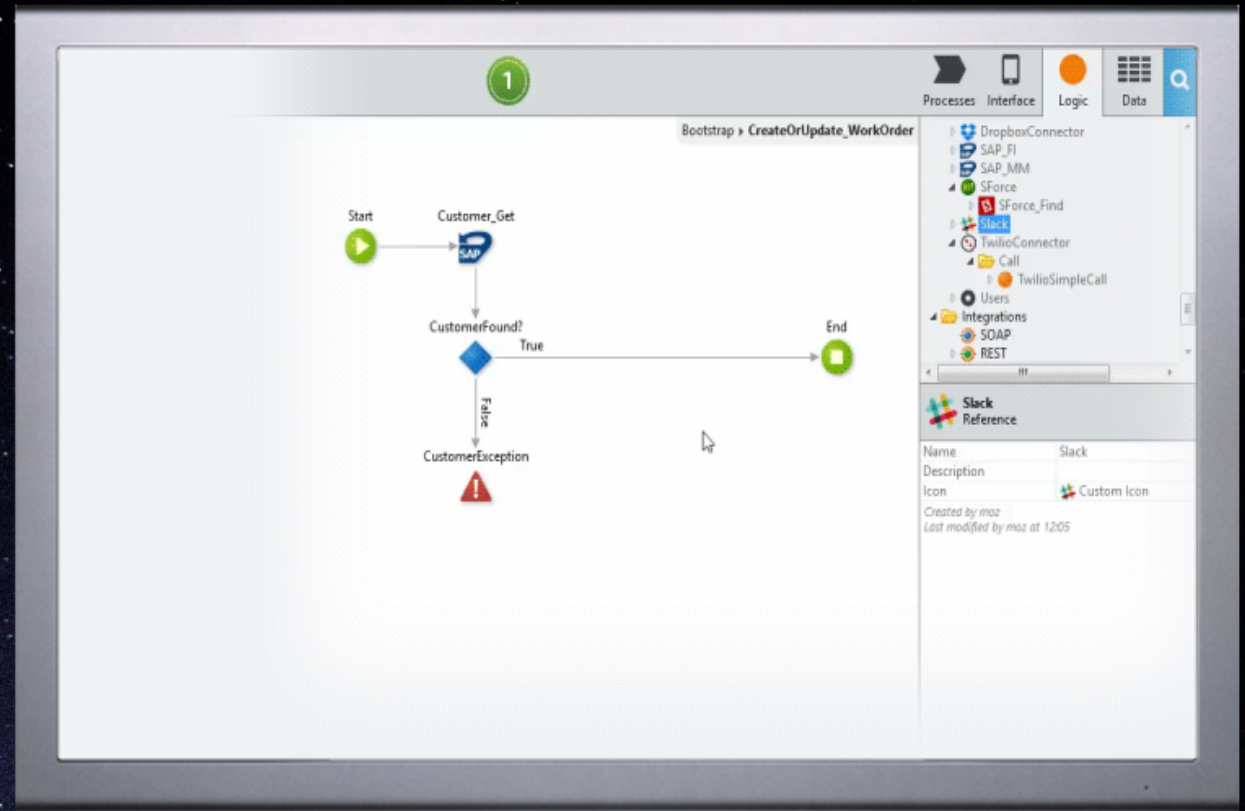 1
Processes
Interface
Logic
Data
Bootstrap ▸ CreateOrUpdate_WorkOrder
Start
Customer_Get
SAP
CustomerFound?
True
End
False
CustomerException
DropboxConnector
SAP_FI
SAP_MM
SForce
SForce_Find
Slack
TwilioConnector
Call
TwilioSimpleCall
Users
Integrations
SOAP
REST
Slack
Reference
Name Slack
Description
Icon Custom Icon
Created by moz
Last modified by moz at 12:05